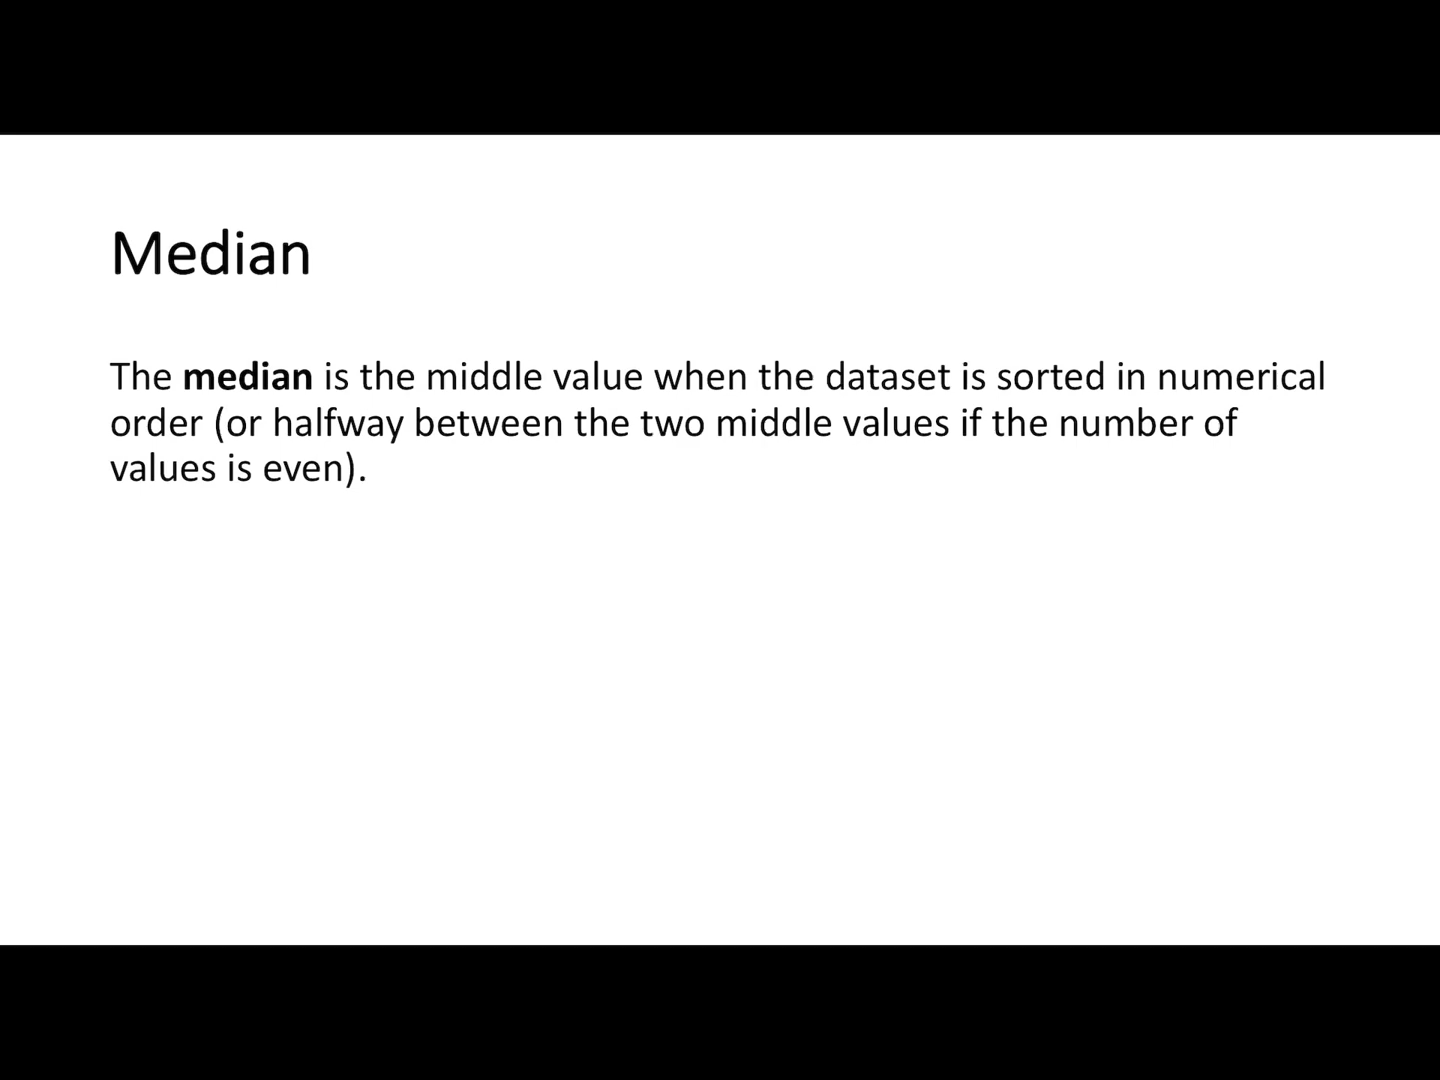 Median
The median is the middle value when the dataset is sorted in numerical
order (or halfway between the two middle values if the number of
values is even).